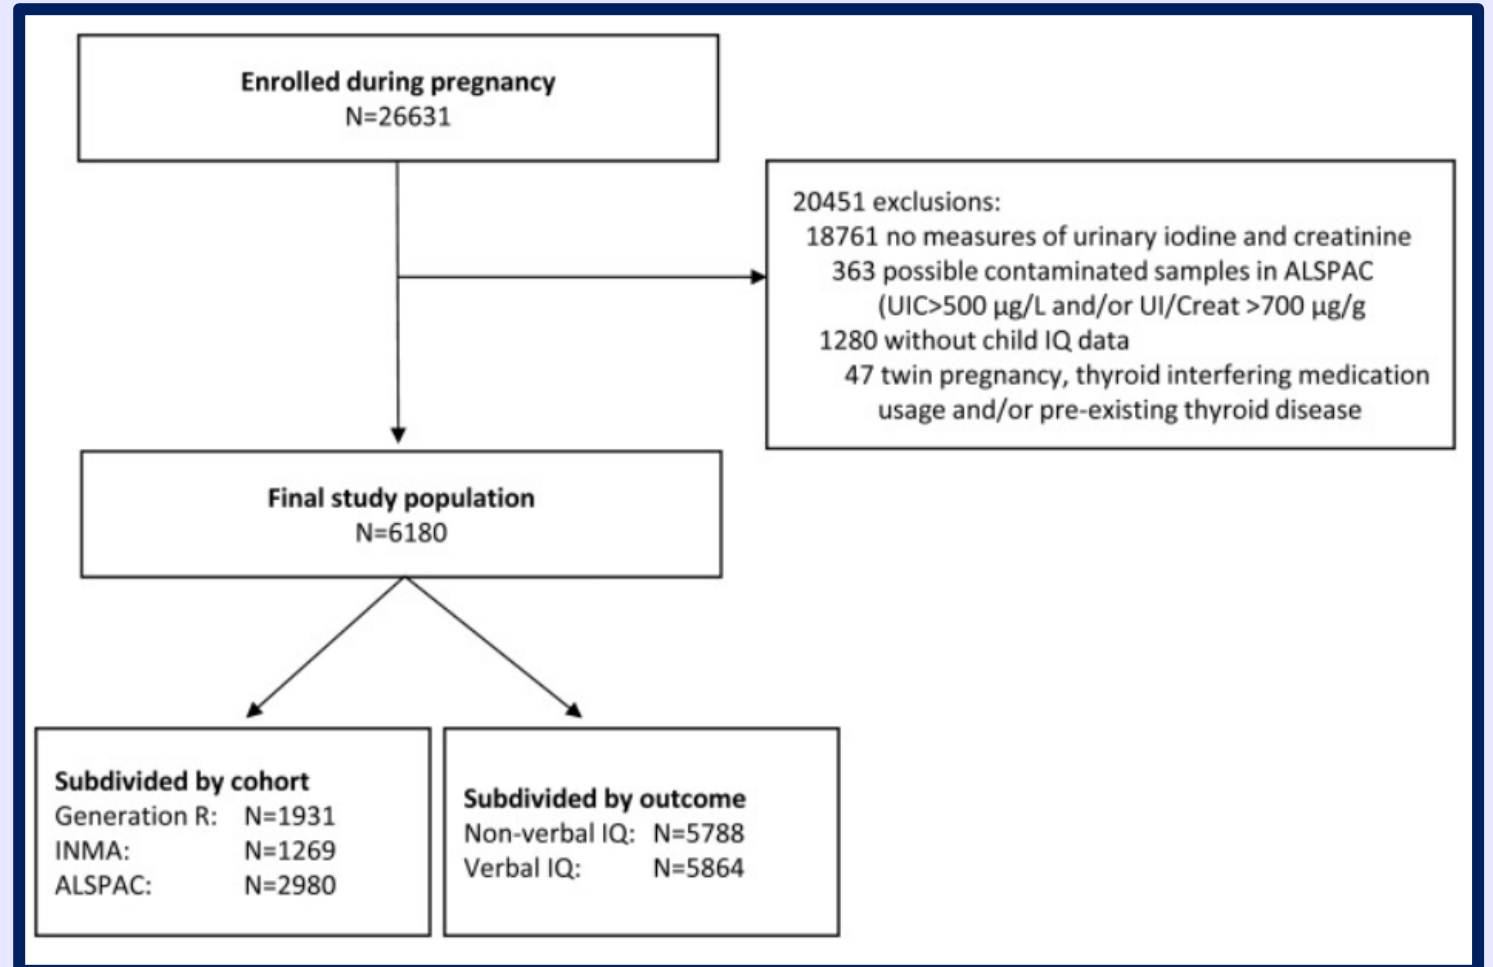 Enrolled during pregnancy
N=26631
20451 exclusions:
18761 no measures of urinary iodine and creatinine
363 possible contaminated samples in ALSPAC
(UIC>500 µg/L and/or UI/Creat >700 µg/g
1280 without child IQ data
47 twin pregnancy, thyroid interfering medication
usage and/or pre-existing thyroid disease
Final study population
N=6180
Subdivided by cohort
Generation R: N=1931
INMA: N=1269
ALSPAC: N=2980
Subdivided by outcome
Non-verbal IQ: N=5788
Verbal IQ: N=5864